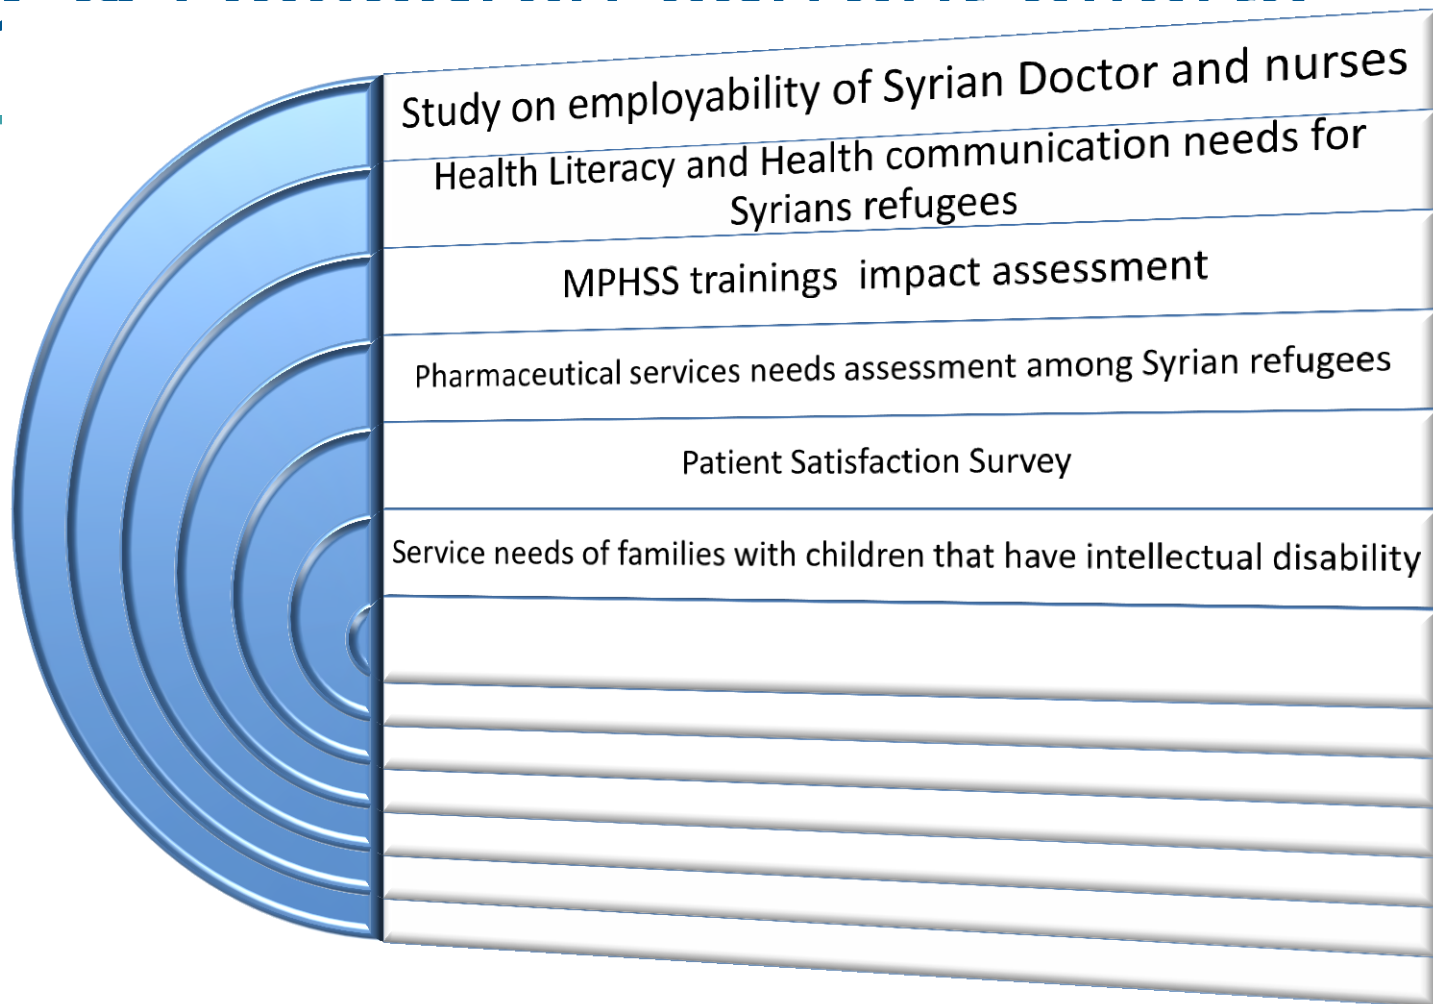 Study on employability of Syrian Doctor and nurses
Health Literacy and Health communication needs for
Syrians refugees
MPHSS trainings  impact assessment
Pharmaceutical services needs assessment among Syrian refugees
Patient Satisfaction Survey
Service needs of families with children that have intellectual disability